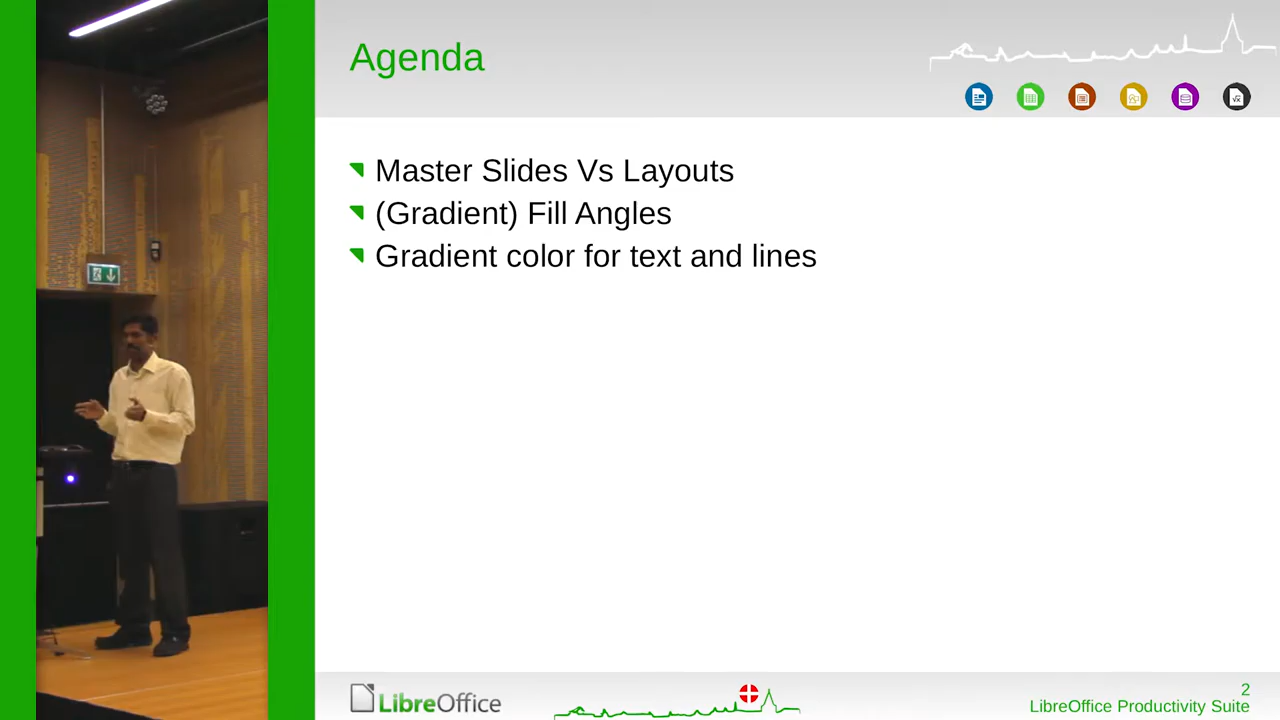 Agenda
Master Slides Vs Layouts
(Gradient) Fill Angles
Gradient color for text and lines
LibreOffice
2
LibreOffice Productivity Suite